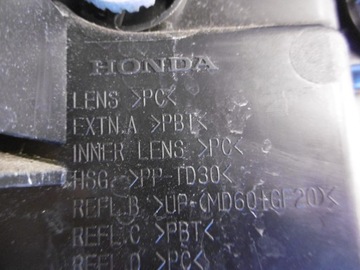 HONDA
LENS >PC<
EXTN.A >PBT<
INNER LENS >PC<
HSG. >PP-TD30<
REFL.B >UP-(MD60+GF20)<
REFL.C >PBT<
REFL.D >PC<